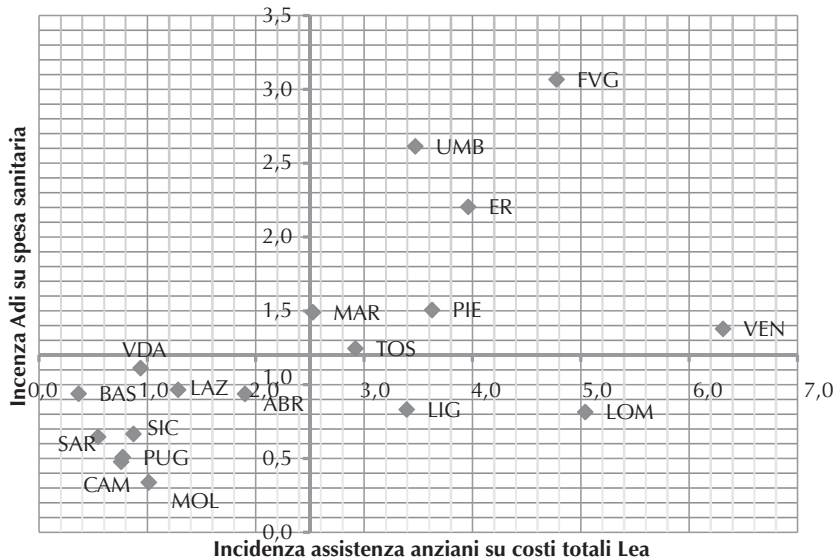 3,5
3,0
FVG
UMB
2,5
ER
2,0
1,5
MAR
PIE
VEN
VDA
TOS
1,0
0,0
1,0
2,0
3,0
4,0
5,0
6,0
7,0
BAS
LAZ
ABR
LIG
LOM
SAR
SIC
PUG
0,5
CAM
MOL
0,0
Incenza Adi su spesa sanitaria
Incidenza assistenza anziani su costi totali Lea